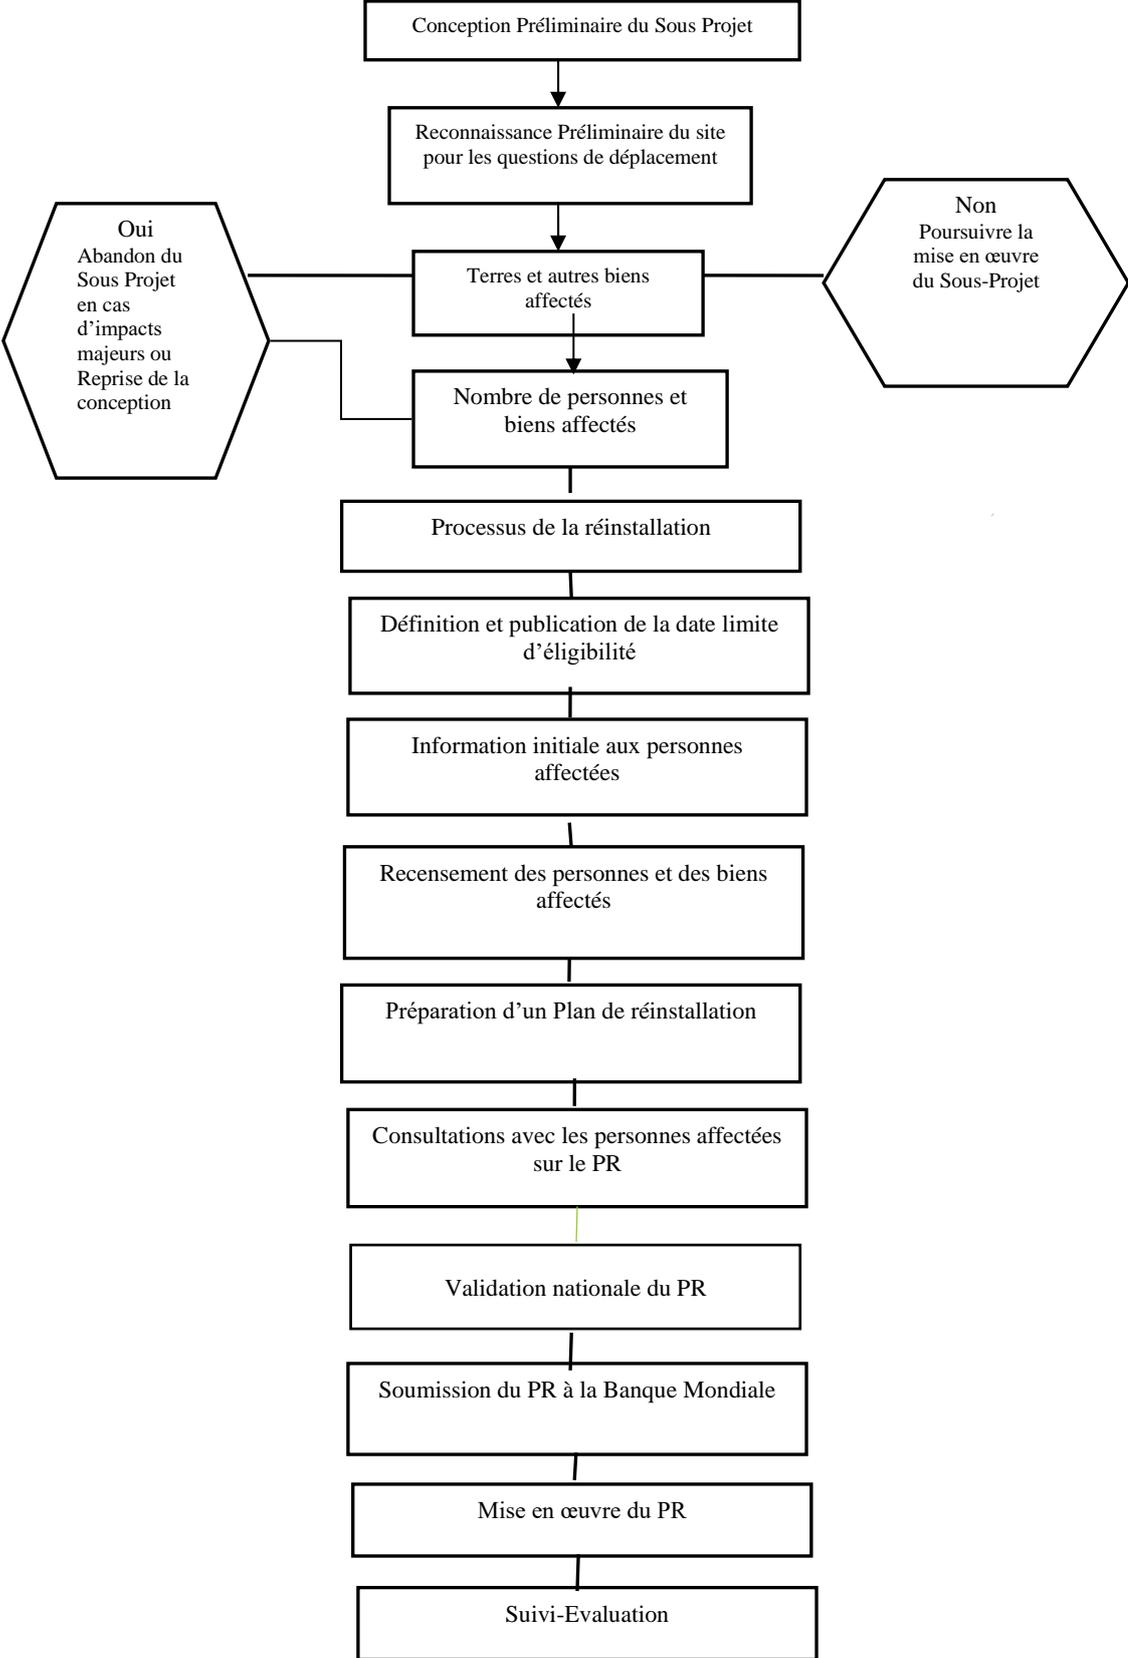 Conception Préliminaire du Sous Projet
Reconnaissance Préliminaire du site
pour les questions de déplacement
Oui
Abandon du
Sous Projet
en cas
d’impacts
majeurs ou
Reprise de la
conception
Terres et autres biens
affectés
Non
Poursuivre la
mise en œuvre
du Sous-Projet
Nombre de personnes et
biens affectés
Processus de la réinstallation
Définition et publication de la date limite
d’éligibilité
Information initiale aux personnes
affectées
Recensement des personnes et des biens
affectés
Préparation d’un Plan de réinstallation
Consultations avec les personnes affectées
sur le PR
Validation nationale du PR
Soumission du PR à la Banque Mondiale
Mise en œuvre du PR
Suivi-Evaluation